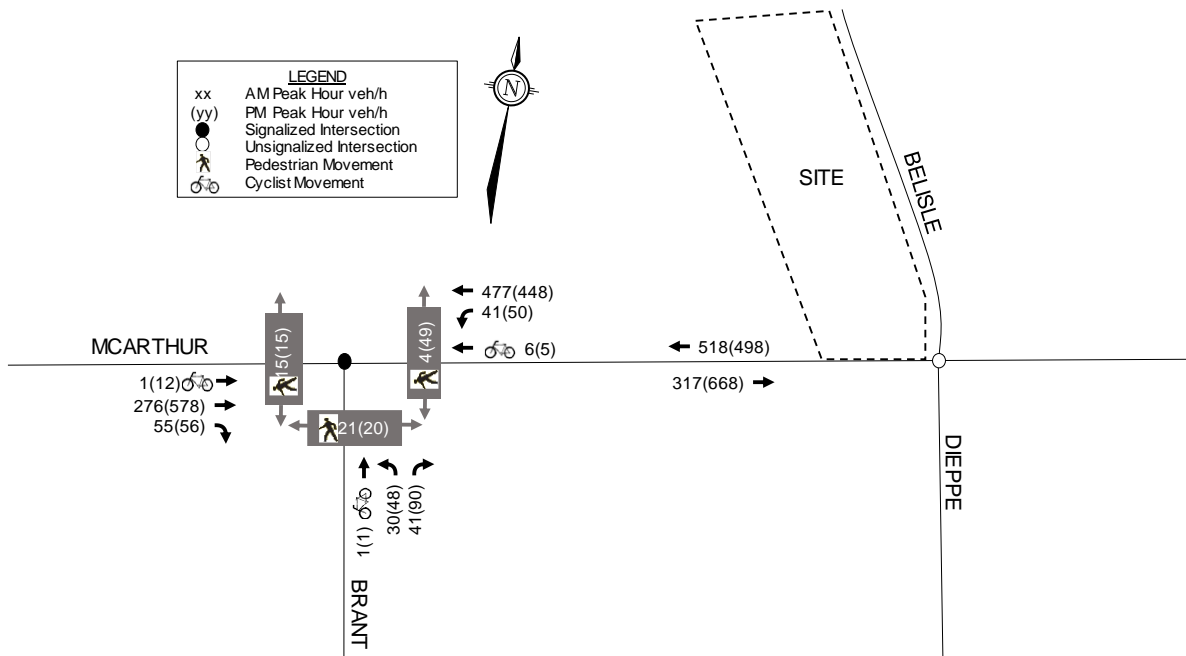 LEGEND
xx AM Peak Hour veh/h
(yy) PM Peak Hour veh/h
Signalized Intersection
Unsignalized Intersection
Pedestrian Movement
Cyclist Movement
N
SITE
BELISLE
477(448)
41(50)
15(15)
4(49)
MCARTHUR
6(5)
518(498)
1(12)
317(668)
276(578)
55(56)
21(20)
1(1)
30(48)
41(90)
DIEPPE
BRANT